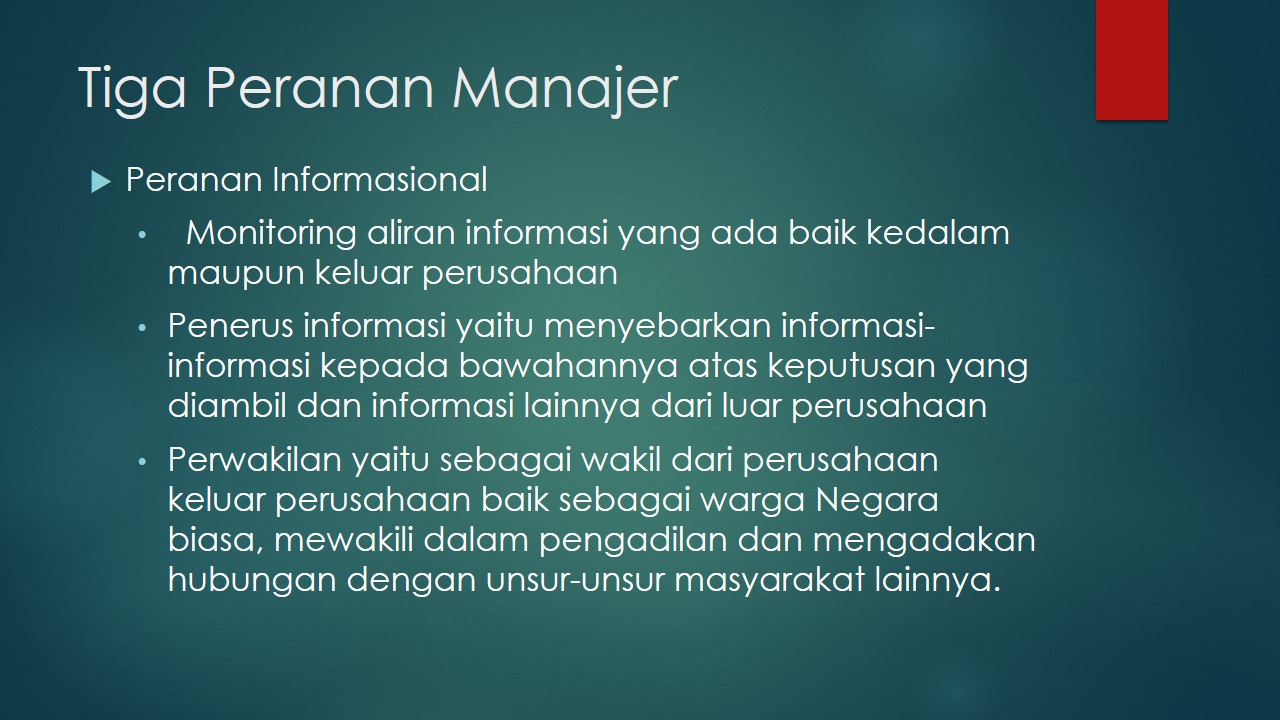 Tiga Peranan Manajer
Peranan Informasional
Monitoring aliran informasi yang ada baik kedalam
maupun keluar perusahaan
Penerus informasi yaitu menyebarkan informasi-
informasi kepada bawahannya atas keputusan yang
diambil dan informasi lainnya dari luar perusahaan
Perwakilan yaitu sebagai wakil dari perusahaan
keluar perusahaan baik sebagai warga Negara
biasa, mewakili dalam pengadilan dan mengadakan
hubungan dengan unsur-unsur masyarakat lainnya.